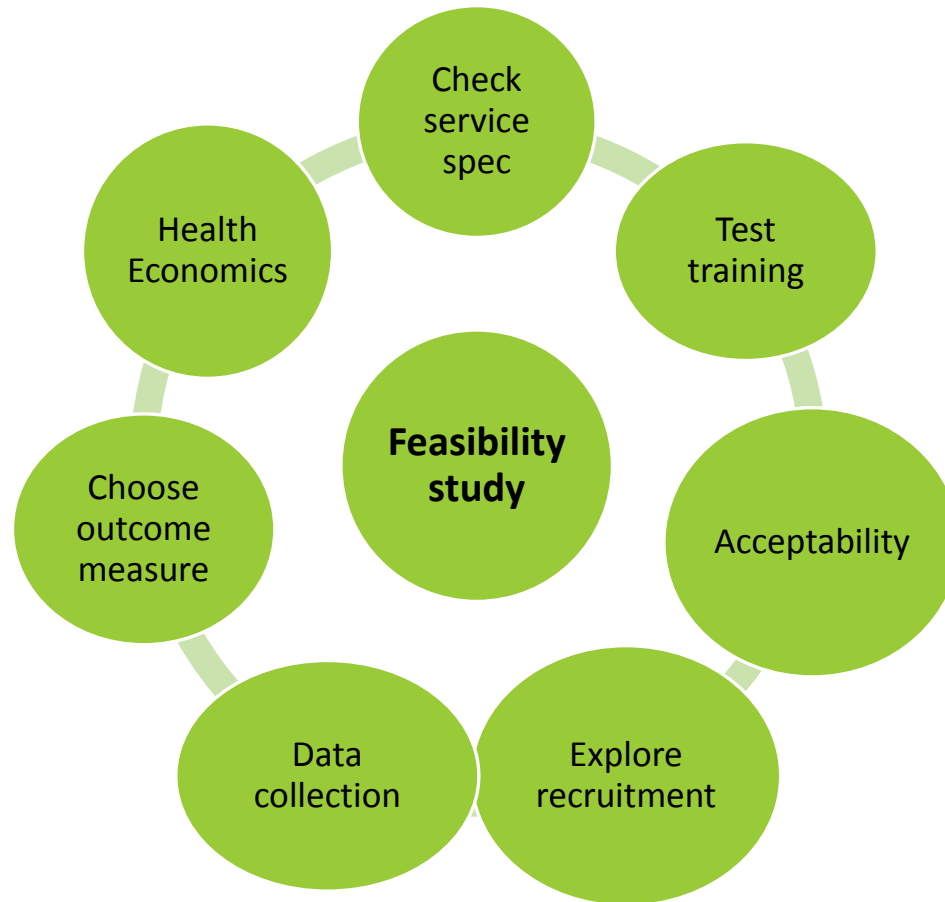 Check
service
spec
Test
training
Acceptability
Explore
recruitment
Data
collection
Choose
outcome
measure
Health
Economics
Feasibility
study